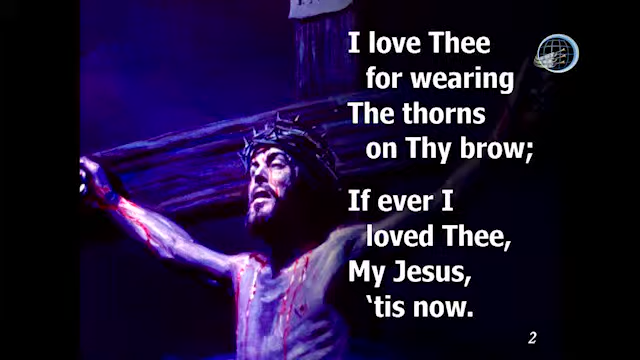 I love Thee
for wearing
The thorns
on Thy brow;
If ever I
loved Thee,
My Jesus,
‘tis now.
2